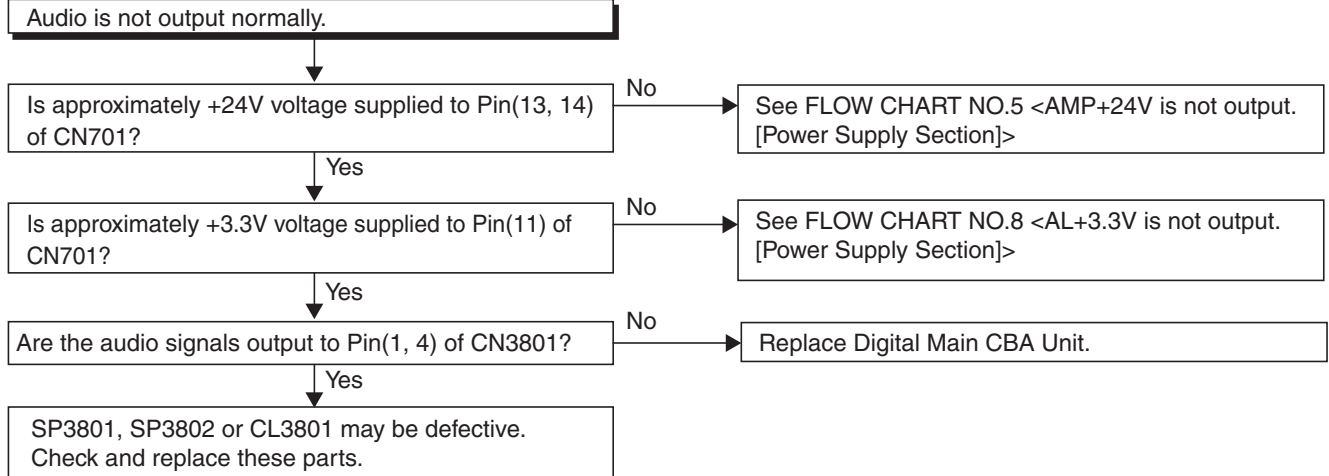 Audio is not output normally.
Is approximately +24V voltage supplied to Pin(13, 14)
of CN701?
No
See FLOW CHART NO.5 <AMP+24V is not output.
[Power Supply Section]>
Yes
Is approximately +3.3V voltage supplied to Pin(11) of
CN701?
No
See FLOW CHART NO.8 <AL+3.3V is not output.
[Power Supply Section]>
Yes
Are the audio signals output to Pin(1, 4) of CN3801?
No
Replace Digital Main CBA Unit.
Yes
SP3801, SP3802 or CL3801 may be defective.
Check and replace these parts.